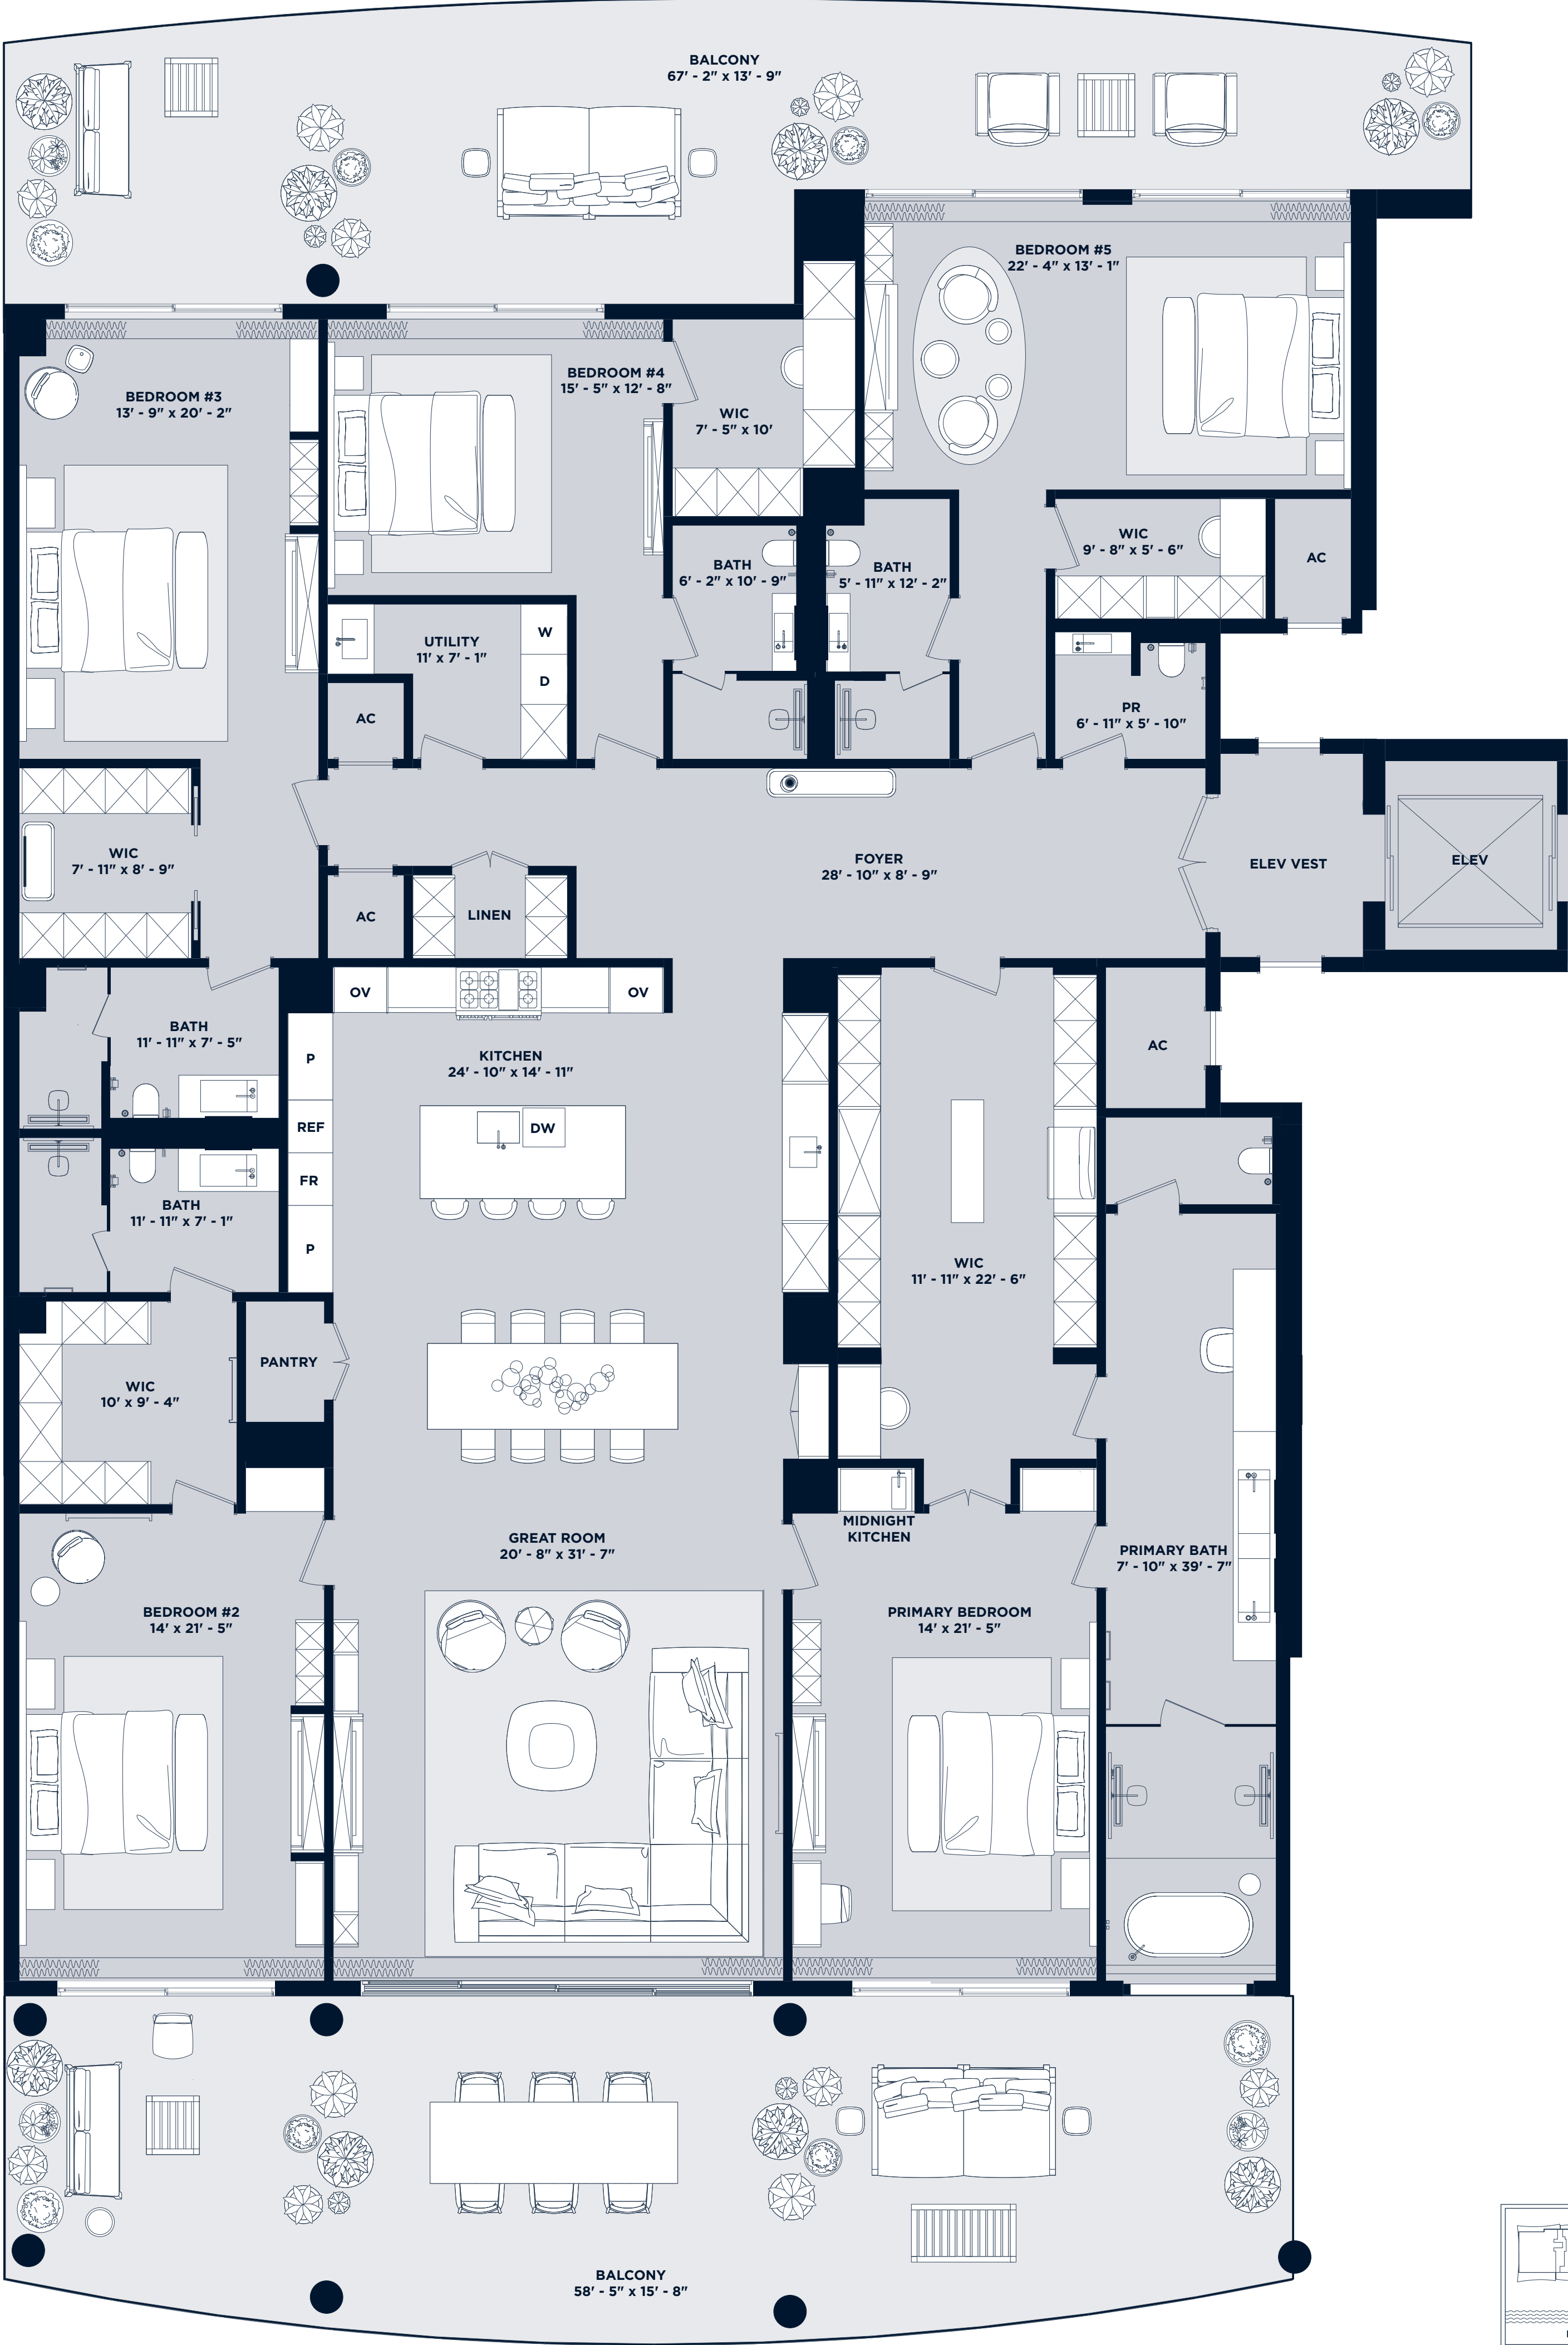 BALCONY
67' - 2" x 13' - 9"
BEDROOM #5
22' - 4" x 13' - 1"
BEDROOM #4
15' - 5" x 12' - 8"
BEDROOM #3
13' - 9" x 20' - 2"
WIC
7' - 5" x 10'
WIC
9' - 8" x 5' - 6"
AC
BATH
6' - 2" x 10' - 9"
BATH
5' - 11" x 12' - 2"
UTILITY
11' x 7' - 1"
W
D
AC
PR
6' - 11" x 5' - 10"
WIC
7' - 11" x 8' - 9"
FOYER
28' - 10" x 8' - 9"
ELEV VEST
ELEV
AC
LINEN
OV
OV
BATH
11' - 11" x 7' - 5"
P
KITCHEN
24' - 10" x 14' - 11"
AC
REF
DW
FR
BATH
11' - 11" x 7' - 1"
P
WIC
11' - 11" x 22' - 6"
PANTRY
WIC
10' x 9' - 4"
MIDNIGHT
KITCHEN
GREAT ROOM
20' - 8" x 31' - 7"
PRIMARY BATH
7' - 10" x 39' - 7"
BEDROOM #2
14' x 21' - 5"
PRIMARY BEDROOM
14' x 21' - 5"
BALCONY
58' - 5" x 15' - 8"